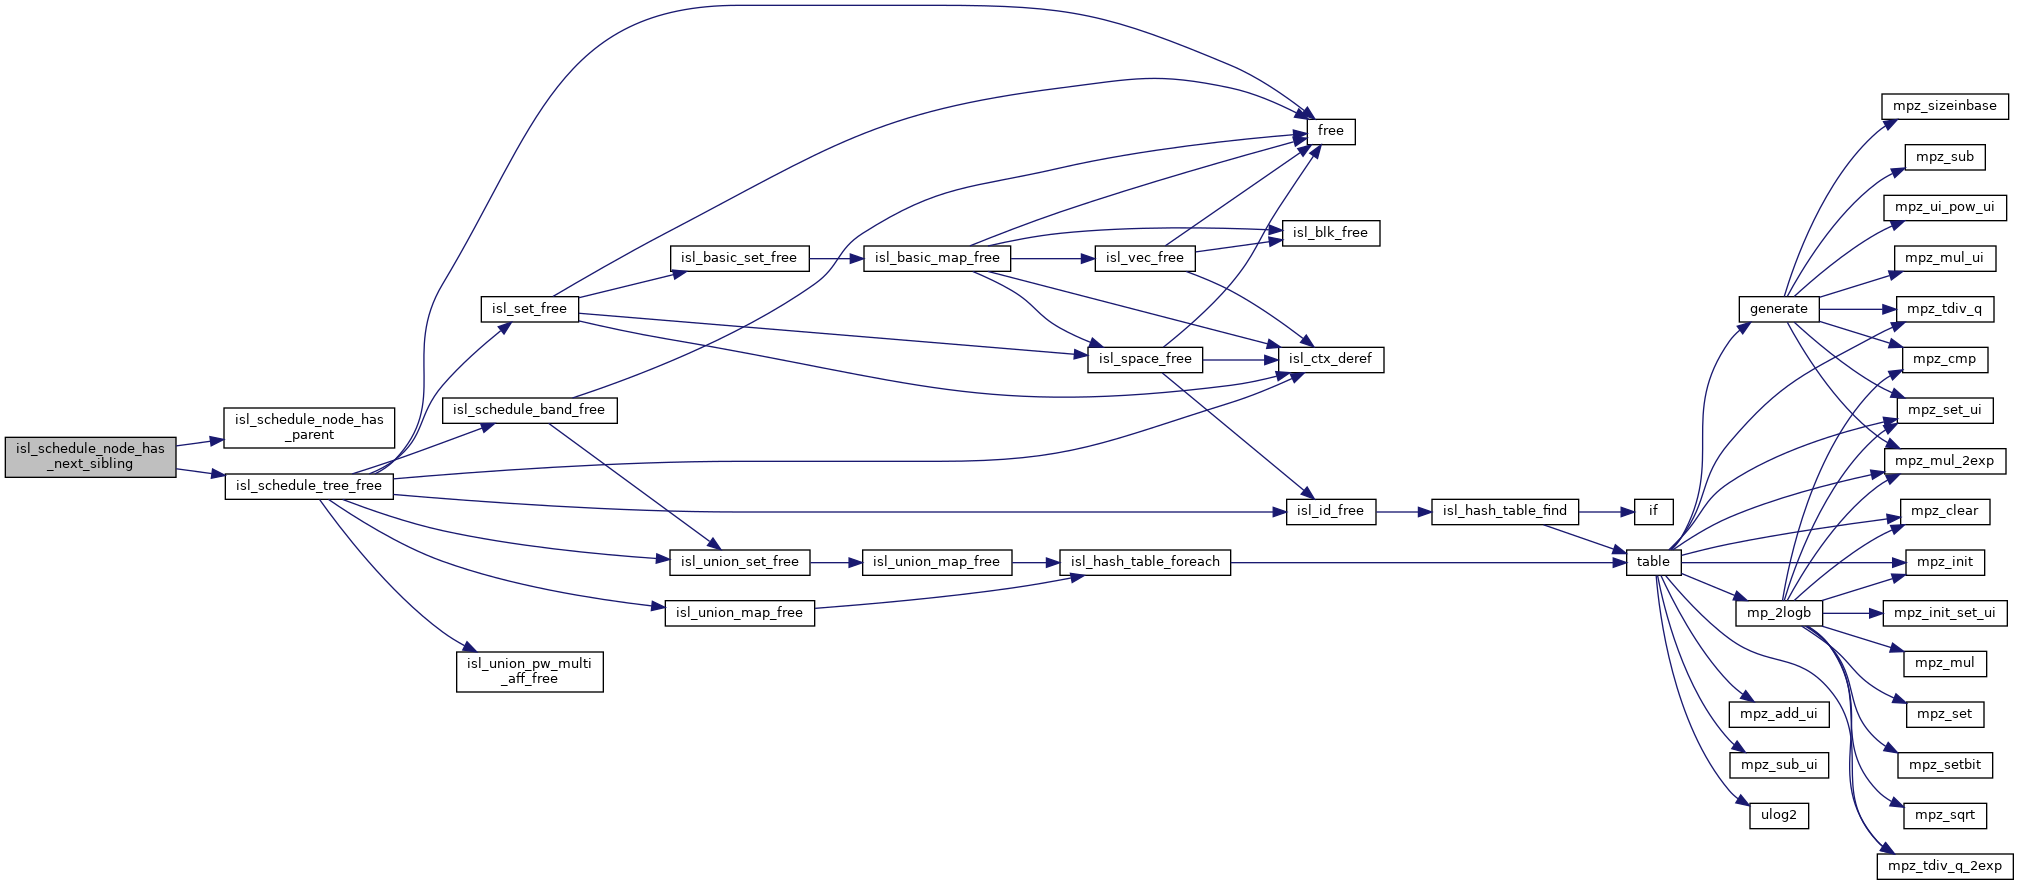 isl_schedule_node_has
_next_sibling
isl_schedule_node_has
_parent
isl_schedule_tree_free
isl_schedule_band_free
isl_set_free
isl_union_pw_multi
_aff_free
isl_basic_set_free
isl_union_set_free
isl_union_map_free
isl_basic_map_free
isl_union_map_free
isl_vec_free
isl_space_free
isl_hash_table_foreach
free
isl_blk_free
isl_ctx_deref
isl_id_free
isl_hash_table_find
if
table
generate
mp_2logb
mpz_add_ui
mpz_sub_ui
ulog2
mpz_sizeinbase
mpz_sub
mpz_ui_pow_ui
mpz_mul_ui
mpz_tdiv_q
mpz_cmp
mpz_set_ui
mpz_mul_2exp
mpz_clear
mpz_init
mpz_init_set_ui
mpz_mul
mpz_set
mpz_setbit
mpz_sqrt
mpz_tdiv_q_2exp